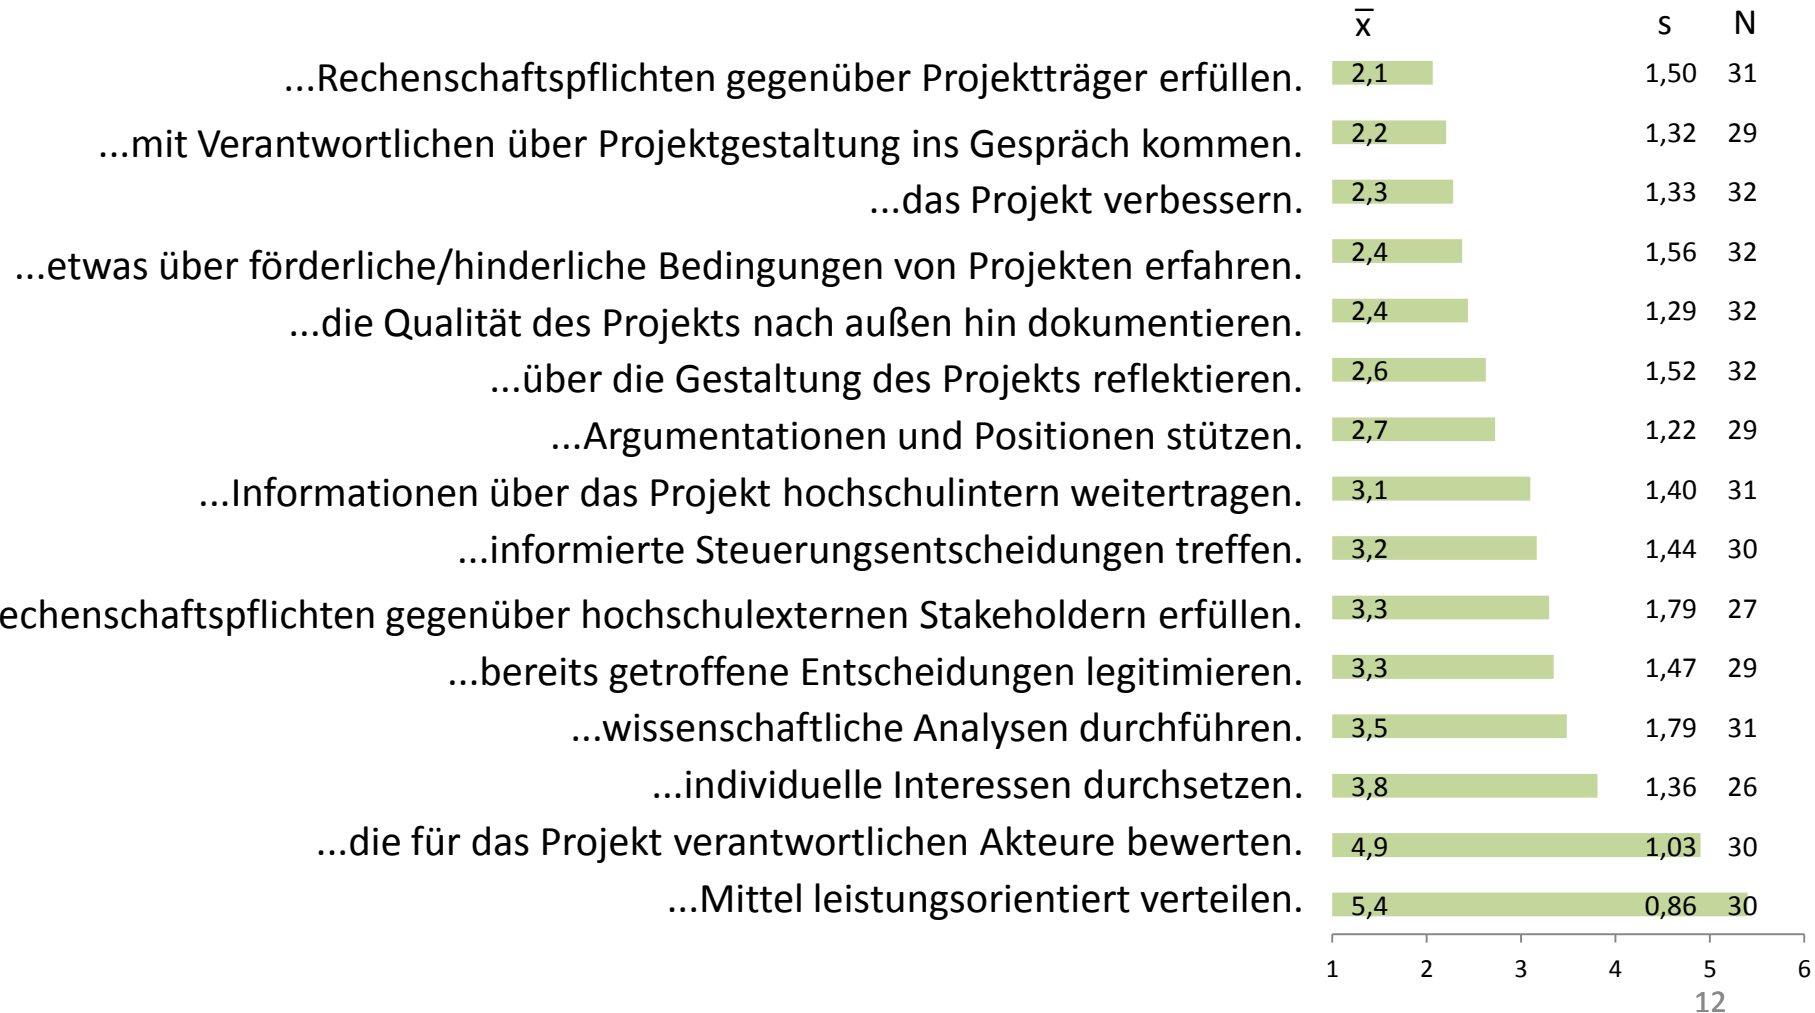 x̅ s N
...Rechenschaftspflichten gegenüber Projektträger erfüllen. 2,1 1,50 31
...mit Verantwortlichen über Projektgestaltung ins Gespräch kommen. 2,2 1,32 29
...das Projekt verbessern. 2,3 1,33 32
...etwas über förderliche/hinderliche Bedingungen von Projekten erfahren. 2,4 1,56 32
...die Qualität des Projekts nach außen hin dokumentieren. 2,4 1,29 32
...über die Gestaltung des Projekts reflektieren. 2,6 1,52 32
...Argumentationen und Positionen stützen. 2,7 1,22 29
...Informationen über das Projekt hochschulintern weitertragen. 3,1 1,40 31
...informierte Steuerungsentscheidungen treffen. 3,2 1,44 30
echenschaftspflichten gegenüber hochschulexternen Stakeholdern erfüllen. 3,3 1,79 27
...bereits getroffene Entscheidungen legitimieren. 3,3 1,47 29
...wissenschaftliche Analysen durchführen. 3,5 1,79 31
...individuelle Interessen durchsetzen. 3,8 1,36 26
...die für das Projekt verantwortlichen Akteure bewerten. 4,9 1,03 30
...Mittel leistungsorientiert verteilen. 5,4 0,86 30
1 2 3 4 5 6
12